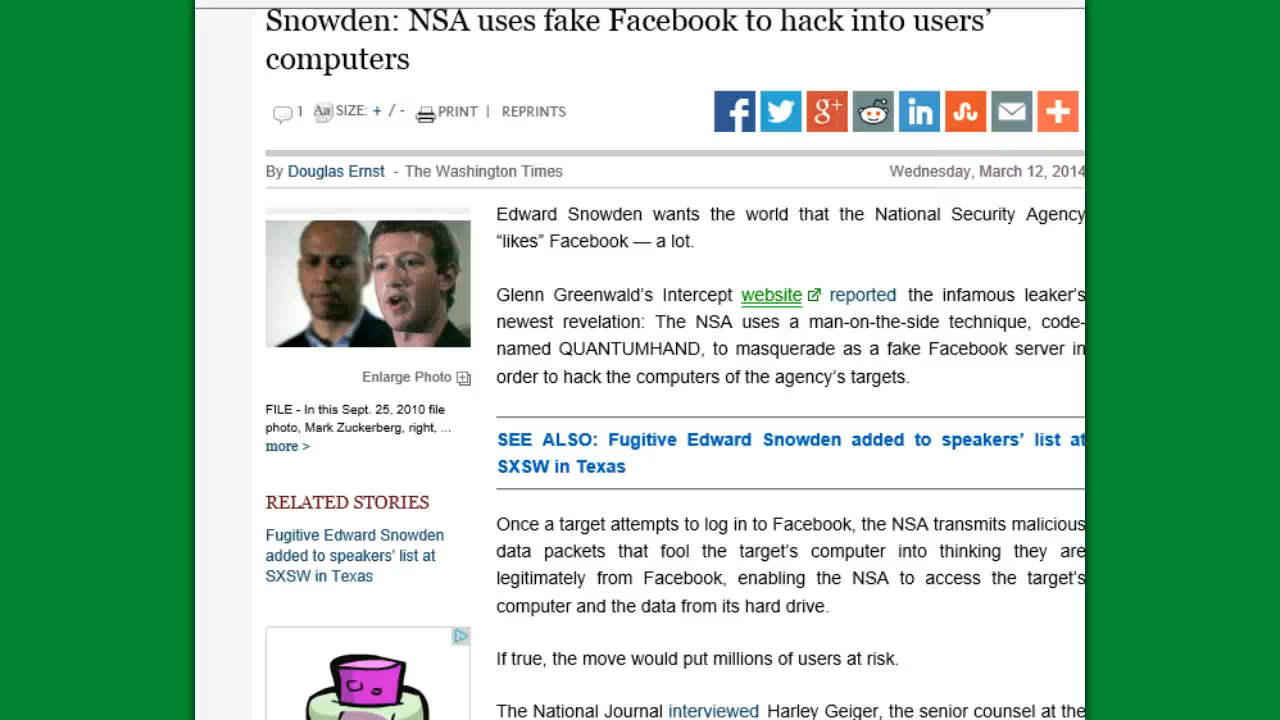 Snowden: NSA uses fake Facebook to hack into users’
computers
1 Aa SIZE: + / - PRINT | REPRINTS
f g+ in +
By Douglas Ernst - The Washington Times
Wednesday, March 12, 2014
Edward Snowden wants the world that the National Security Agency
“likes” Facebook — a lot.
Glenn Greenwald’s Intercept website reported the infamous leaker’s
newest revelation: The NSA uses a man-on-the-side technique, code-
named QUANTUMHAND, to masquerade as a fake Facebook server in
order to hack the computers of the agency’s targets.
Enlarge Photo
FILE - In this Sept. 25, 2010 file
photo, Mark Zuckerberg, right, ...
more >
SEE ALSO: Fugitive Edward Snowden added to speakers’ list at
SXSW in Texas
RELATED STORIES
Fugitive Edward Snowden
added to speakers’ list at
SXSW in Texas
Once a target attempts to log in to Facebook, the NSA transmits malicious
data packets that fool the target’s computer into thinking they are
legitimately from Facebook, enabling the NSA to access the target’s
computer and the data from its hard drive.
If true, the move would put millions of users at risk.
The National Journal interviewed Harley Geiger, the senior counsel at the